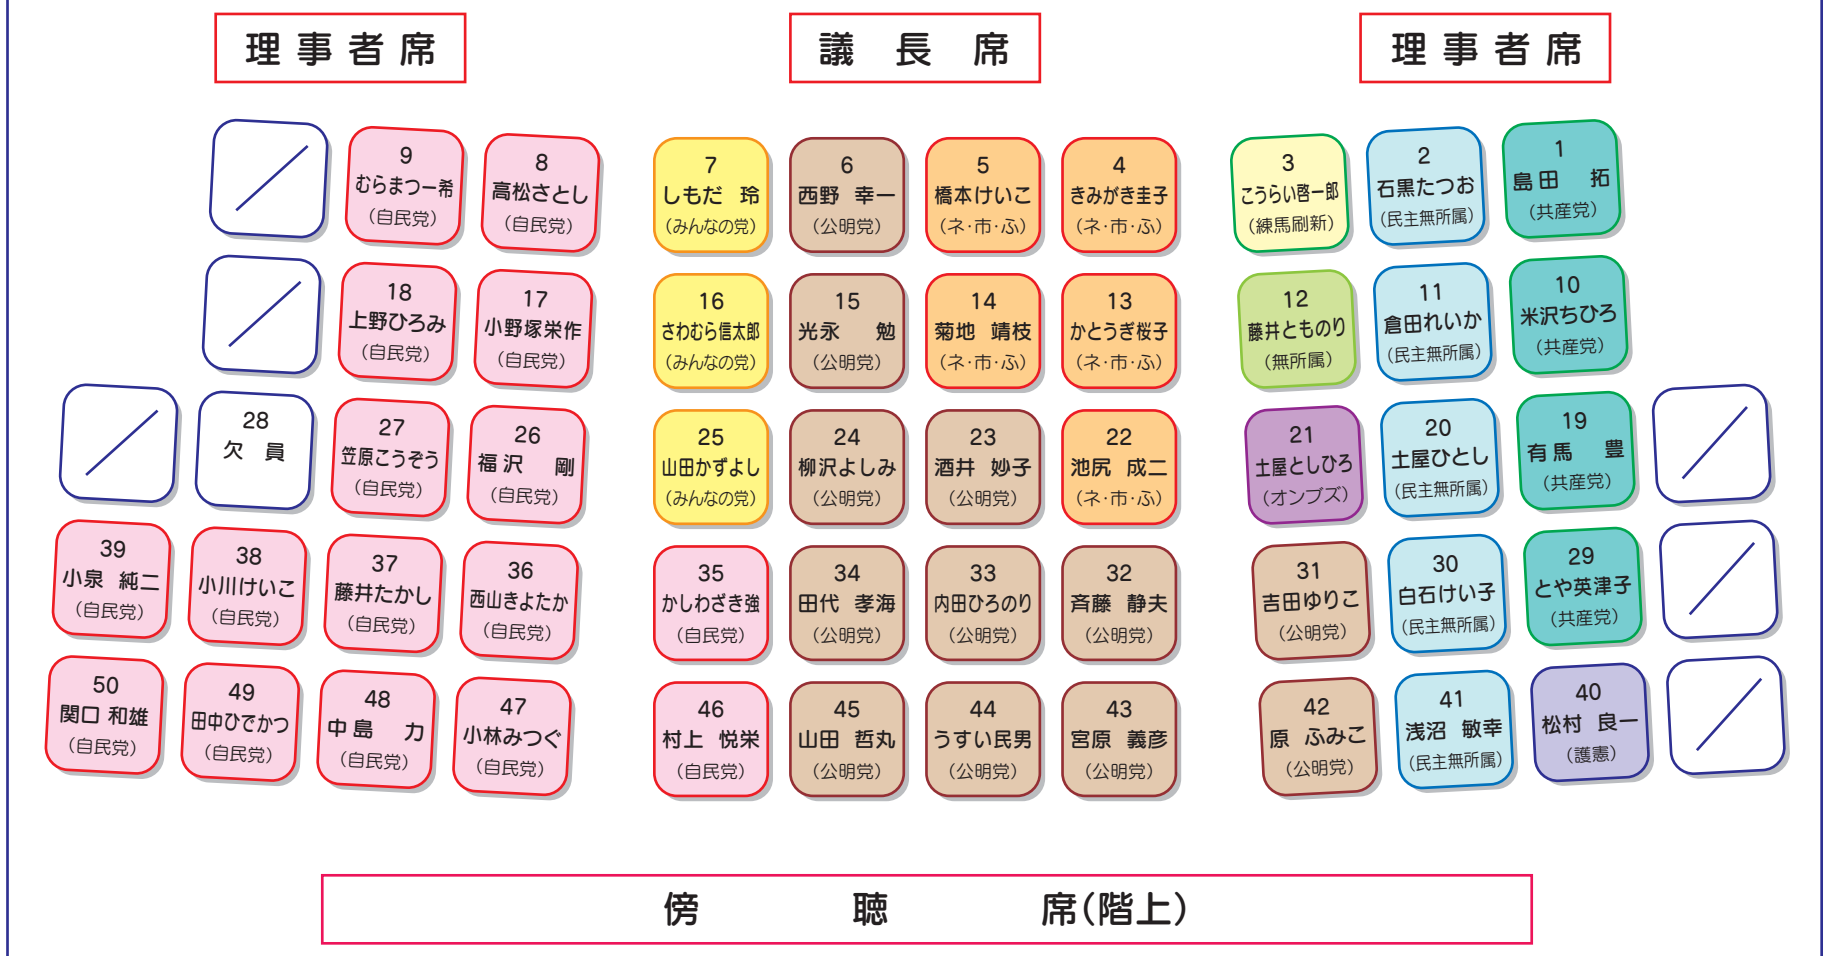 理事者席
議長席
理事者席
9
むらまつ一希
(自民党)
8
高松さとし
(自民党)
7
しもだ 玲
(みんなの党)
6
西野 幸一
(公明党)
5
橋本けいこ
(ネ・市・ふ)
4
きみがき圭子
(ネ・市・ふ)
3
こうらい啓一郎
(練馬刷新)
2
石黒たつお
(民主無所属)
1
島田 拓
(共産党)
18
上野ひろみ
(自民党)
17
小野塚栄作
(自民党)
16
さわむら信太郎
(みんなの党)
15
光永 勉
(公明党)
14
菊地 靖枝
(ネ・市・ふ)
13
かとうぎ桜子
(ネ・市・ふ)
12
藤井とものり
(無所属)
11
倉田れいか
(民主無所属)
10
米沢ちひろ
(共産党)
28
欠員
27
笠原こうぞう
(自民党)
26
福沢 剛
(自民党)
25
山田かずよし
(みんなの党)
24
柳沢よしみ
(公明党)
23
酒井 妙子
(公明党)
22
池尻 成二
(ネ・市・ふ)
21
土屋としひろ
(オンブズ)
20
土屋ひとし
(民主無所属)
19
有馬 豊
(共産党)
39
小泉 純二
(自民党)
38
小川けいこ
(自民党)
37
藤井たかし
(自民党)
36
西山きよたか
(自民党)
35
かしわざき強
(自民党)
34
田代 孝海
(公明党)
33
内田ひろのり
(公明党)
32
斉藤 静夫
(公明党)
31
吉田ゆりこ
(公明党)
30
白石けい子
(民主無所属)
29
とや英津子
(共産党)
50
関口 和雄
(自民党)
49
田中ひでかつ
(自民党)
48
中島 力
(自民党)
47
小林みつぐ
(自民党)
46
村上 悦栄
(自民党)
45
山田 哲丸
(公明党)
44
うすい民男
(公明党)
43
宮原 義彦
(公明党)
42
原 ふみこ
(公明党)
41
浅沼 敏幸
(民主無所属)
40
松村 良一
(護憲)
傍聴席(階上)